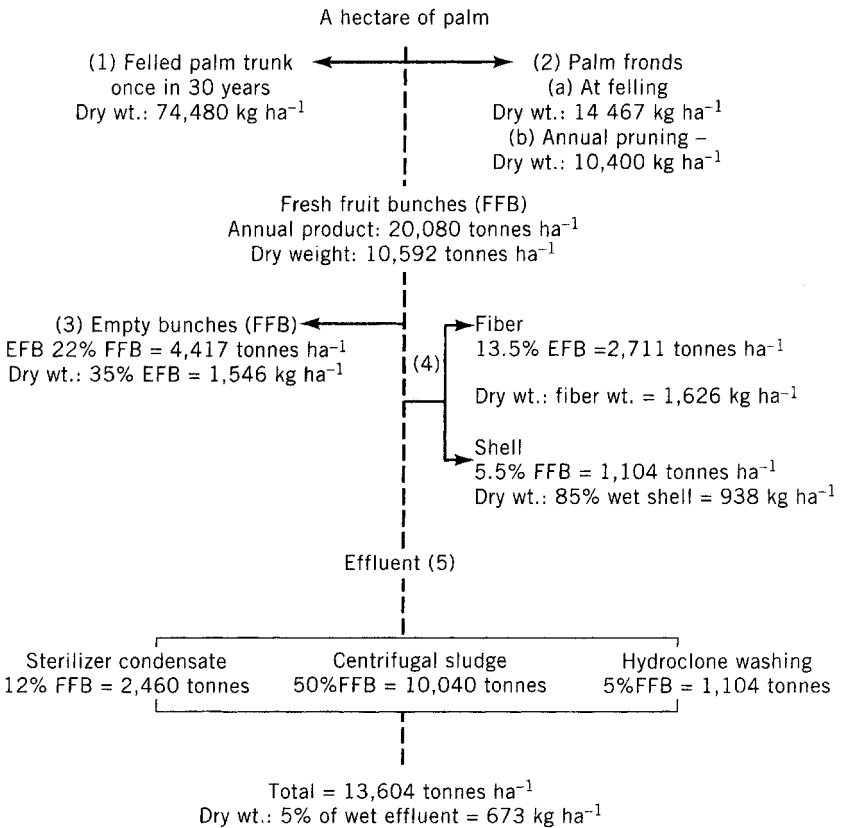 A hectare of palm
(1) Felled palm trunk
once in 30 years
Dry wt.: 74,480 kg ha⁻¹
(2) Palm fronds
(a) At felling
Dry wt.: 14 467 kg ha⁻¹
(b) Annual pruning –
Dry wt.: 10,400 kg ha⁻¹
Fresh fruit bunches (FFB)
Annual product: 20,080 tonnes ha⁻¹
Dry weight: 10,592 tonnes ha⁻¹
(3) Empty bunches (FFB)
EFB 22% FFB = 4,417 tonnes ha⁻¹
Dry wt.: 35% EFB = 1,546 kg ha⁻¹
(4)
Fiber
13.5% EFB =2,711 tonnes ha⁻¹
Dry wt.: fiber wt. = 1,626 kg ha⁻¹
Shell
5.5% FFB = 1,104 tonnes ha⁻¹
Dry wt.: 85% wet shell = 938 kg ha⁻¹
Effluent (5)
Sterilizer condensate
12% FFB = 2,460 tonnes
Centrifugal sludge
50%FFB = 10,040 tonnes
Hydroclone washing
5%FFB = 1,104 tonnes
Total = 13,604 tonnes ha⁻¹
Dry wt.: 5% of wet effluent = 673 kg ha⁻¹